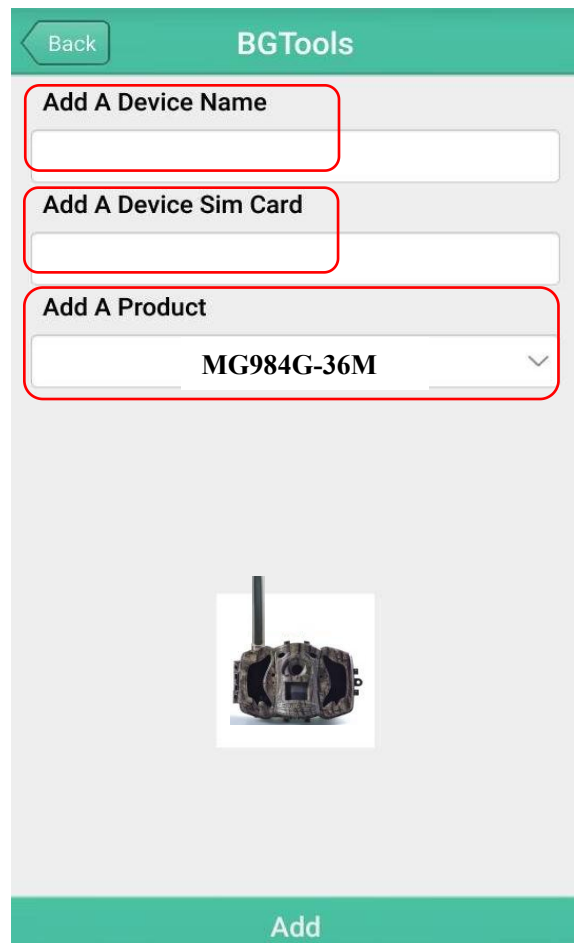 Back
BGTools
Add A Device Name
Add A Device Sim Card
Add A Product
MG984G-36M
Add